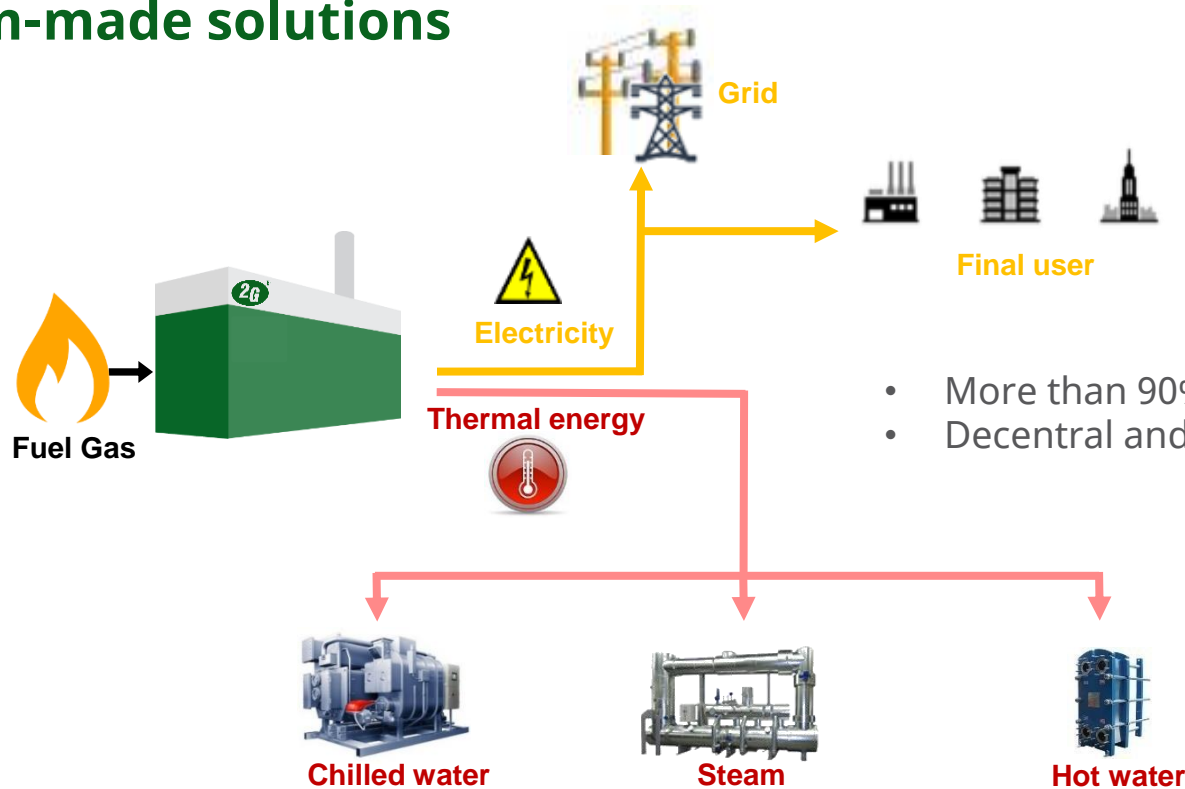 n-made solutions
Grid
Final user
2G
Electricity
Thermal energy
Fuel Gas
• More than 90%
• Decentral and
Chilled water
Steam
Hot water